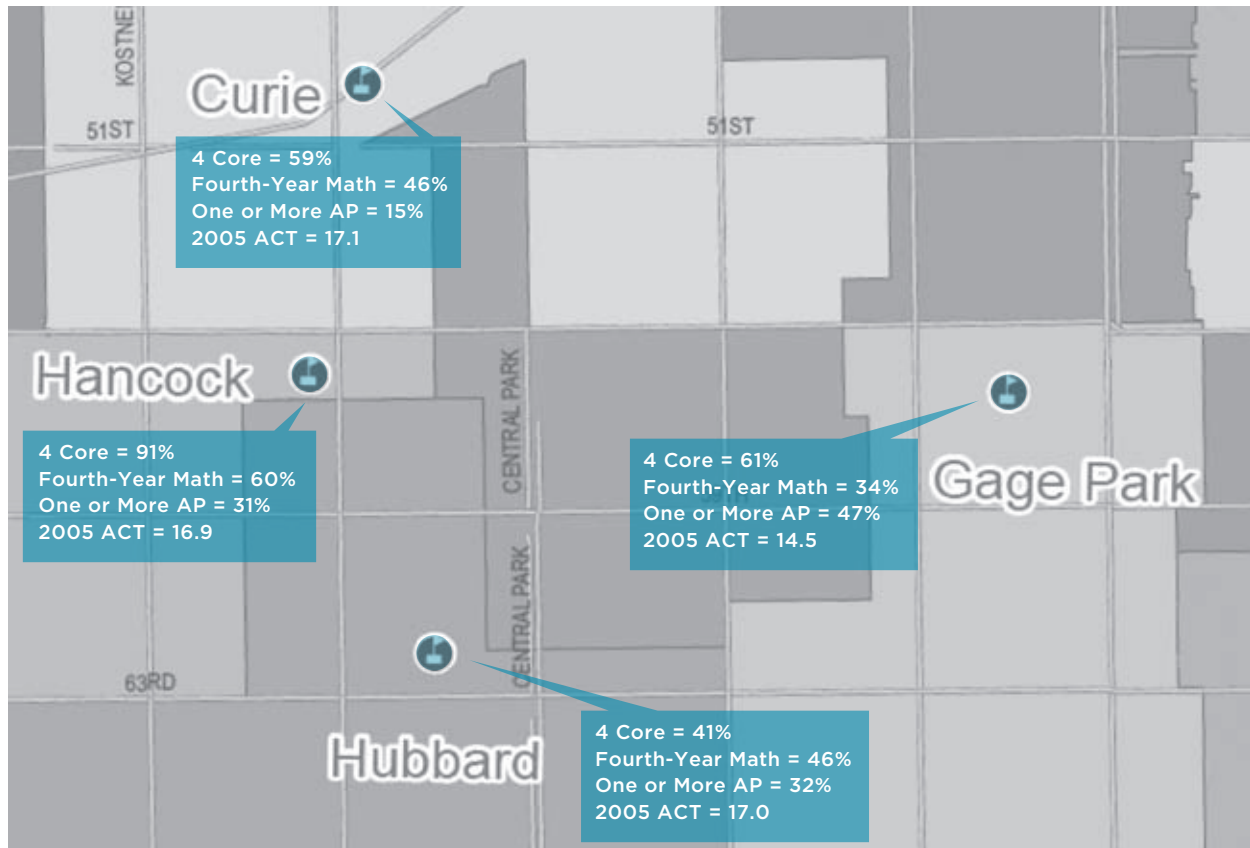 KOSTNE
Curie
51ST
51ST
4 Core = 59%
Fourth-Year Math = 46%
One or More AP = 15%
2005 ACT = 17.1
Hancock
CENTRAL PARK
4 Core = 91%
Fourth-Year Math = 60%
One or More AP = 31%
2005 ACT = 16.9
4 Core = 61%
Fourth-Year Math = 34%
One or More AP = 47%
2005 ACT = 14.5
Gage Park
CENTRAL PARK
63RD
Hubbard
4 Core = 41%
Fourth-Year Math = 46%
One or More AP = 32%
2005 ACT = 17.0